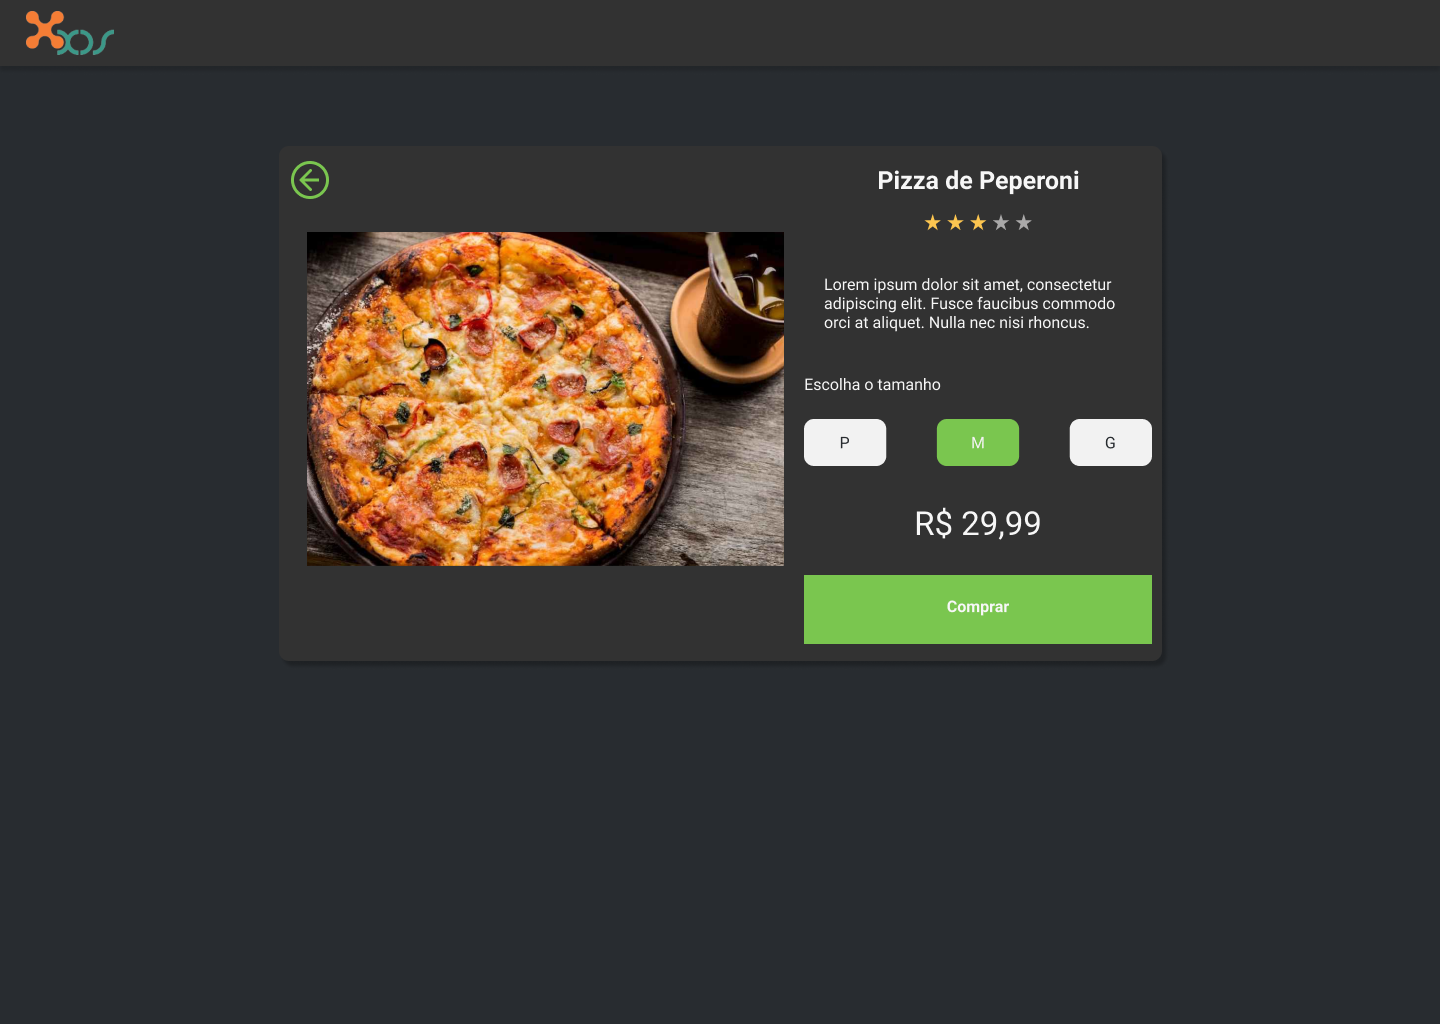 xos
Pizza de Peperoni
Lorem ipsum dolor sit amet, consectetur
adipiscing elit. Fusce faucibus commodo
orci at aliquet. Nulla nec nisi rhoncus.
Escolha o tamanho
P M G
R$ 29,99
Comprar